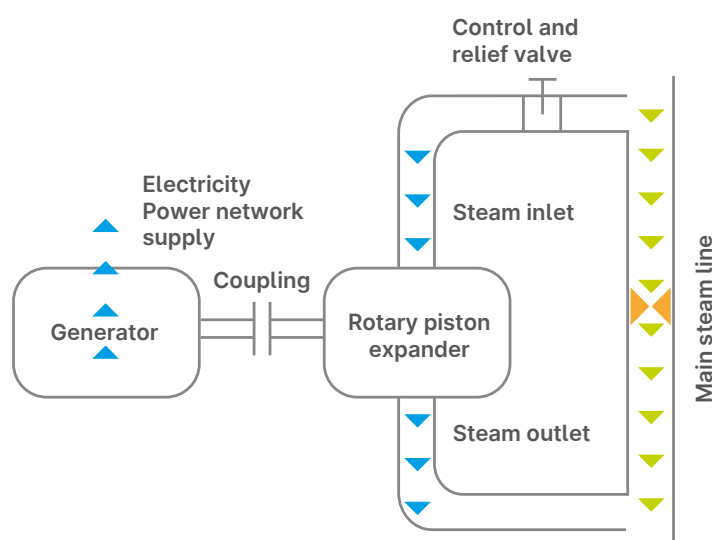 Control and
relief valve
Electricity
Power network
supply
Steam inlet
Coupling
Generator
Rotary piston
expander
Main steam line
Steam outlet